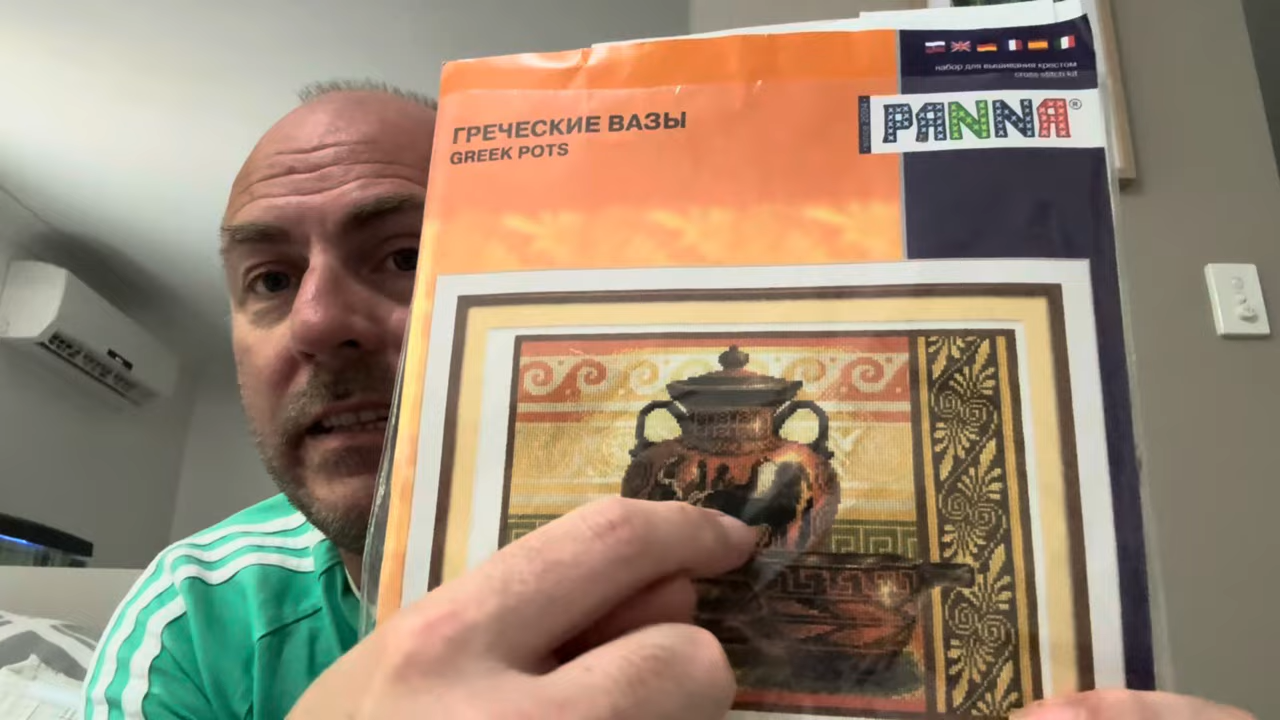 набор для вышивания крестом
cross stitch kit
PANNA®
ГРЕЧЕСКИЕ ВАЗЫ
GREEK POTS